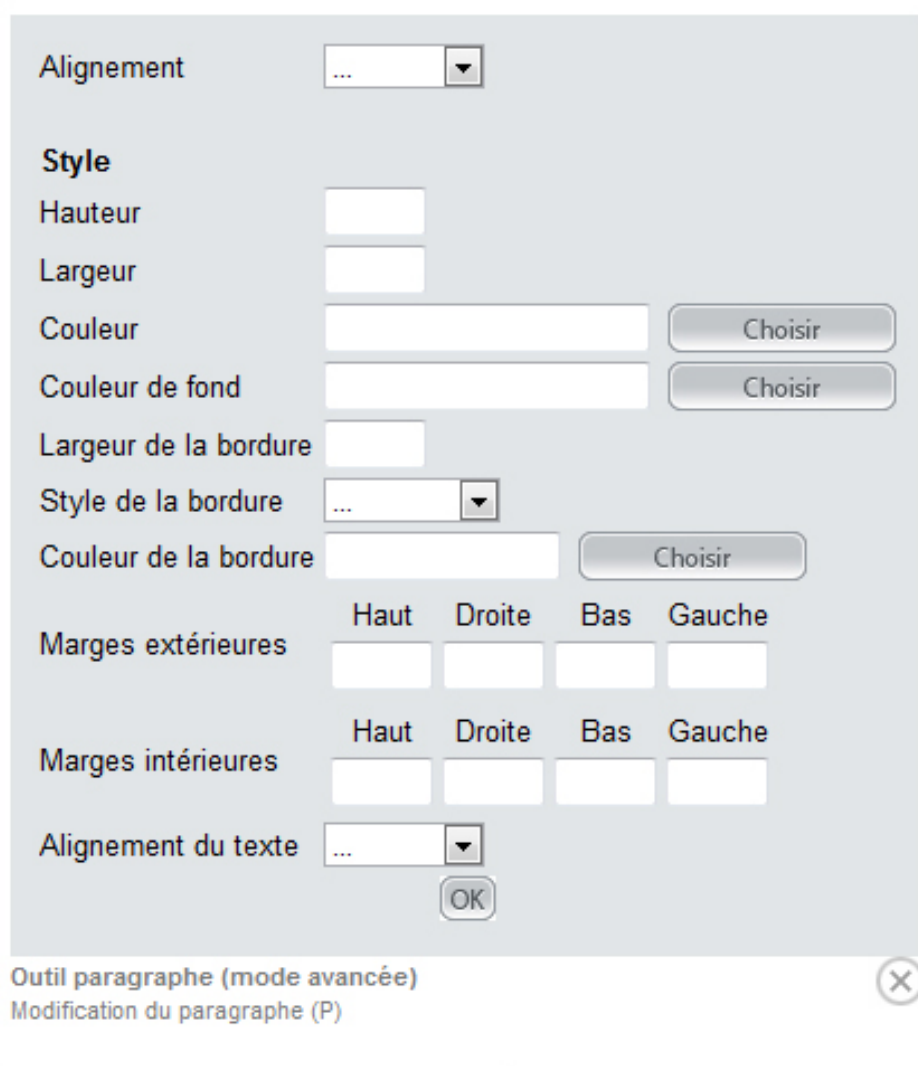 Alignement ...
Style
Hauteur
Largeur
Couleur Choisir
Couleur de fond Choisir
Largeur de la bordure
Style de la bordure ...
Couleur de la bordure Choisir
Haut Droite Bas Gauche
Marges extérieures
Haut Droite Bas Gauche
Marges intérieures
Alignement du texte ...
OK
Outil paragraphe (mode avancée)
Modification du paragraphe (P)